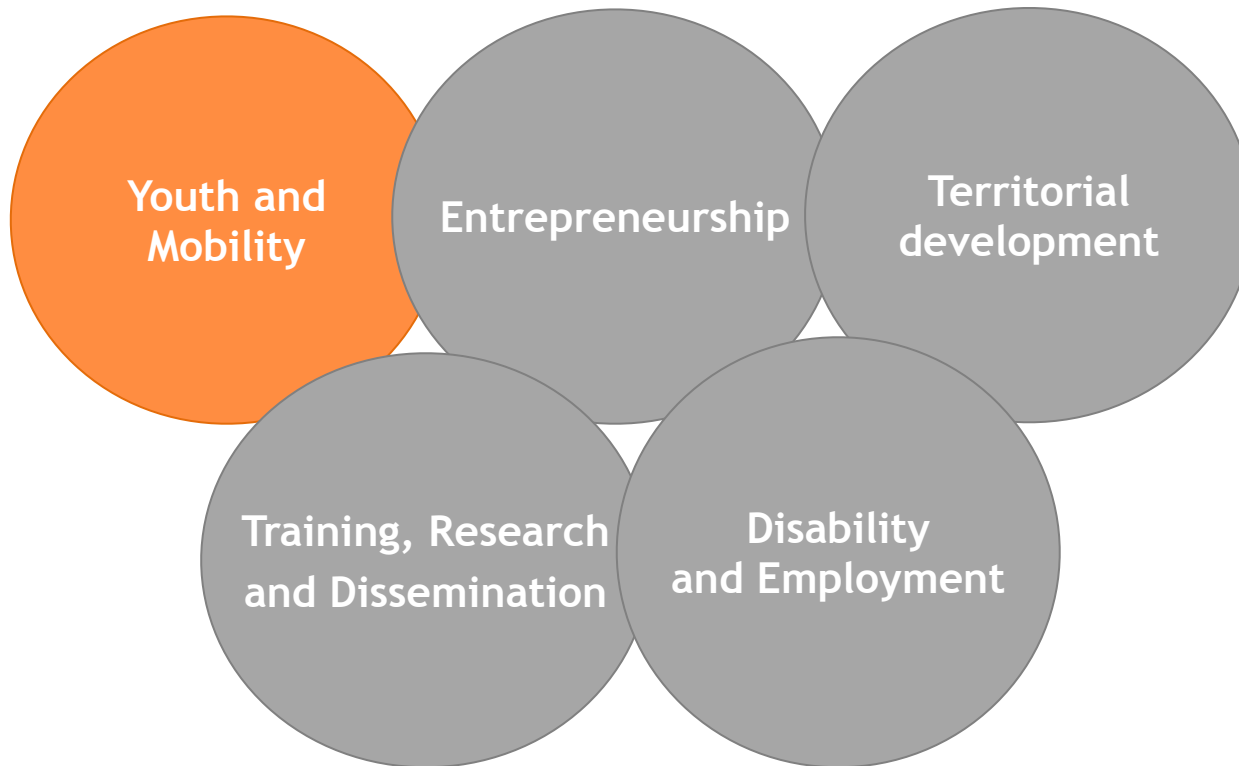 Youth and
Mobility
Entrepreneurship
Territorial
development
Training, Research
and Dissemination
Disability
and Employment